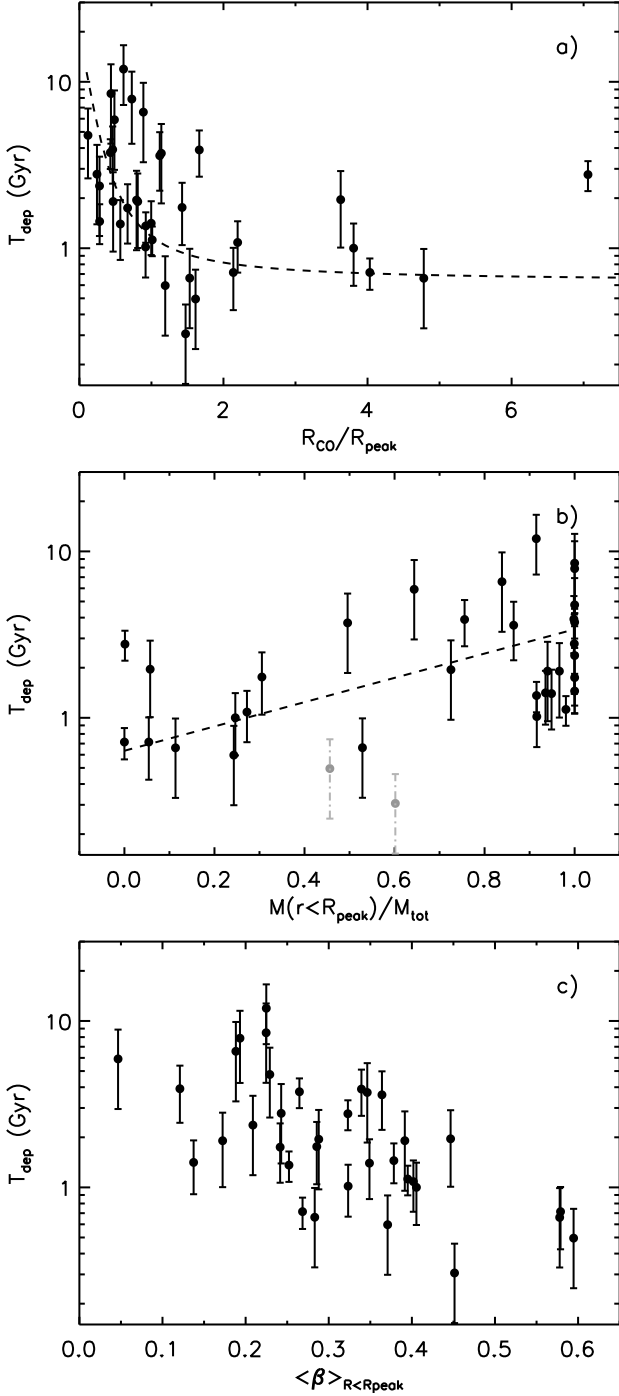 a)
10
1
T_dep (Gyr)
0 2 4 6
R_CO/R_peak
b)
10
1
T_dep (Gyr)
0.0 0.2 0.4 0.6 0.8 1.0
M(r<R_peak)/M_tot
c)
10
1
T_dep (Gyr)
0.0 0.1 0.2 0.3 0.4 0.5 0.6
<β>_R<Rpeak